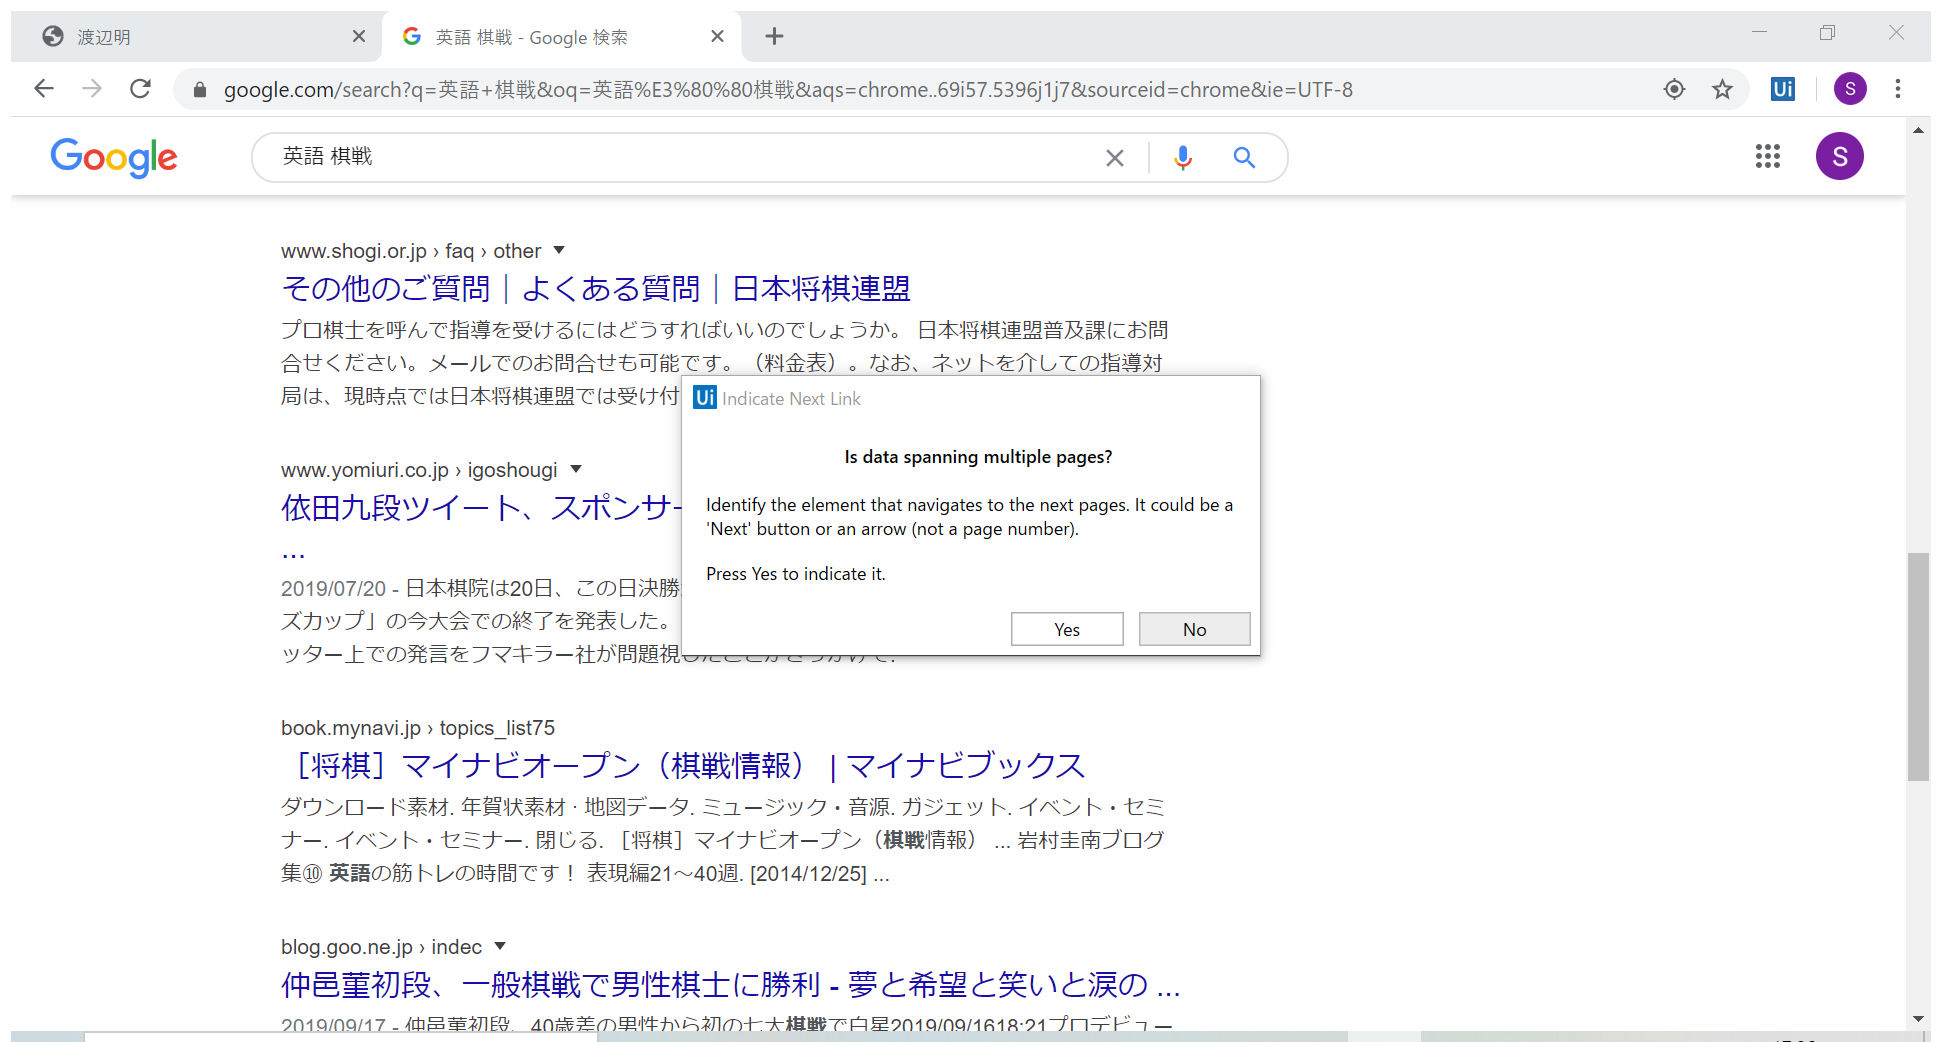 渡辺明
英語 棋戦 - Google 検索
google.com/search?q=英語+棋戦&oq=英語%E3%80%80棋戦&aqs=chrome..69i57.5396j1j7&sourceid=chrome&ie=UTF-8
Ui
S
Google
英語 棋戦
S
www.shogi.or.jp › faq › other
その他のご質問｜よくある質問｜日本将棋連盟
プロ棋士を呼んで指導を受けるにはどうすればいいのでしょうか。 日本将棋連盟普及課にお問
合せください。メールでのお問合せも可能です。（料金表）。なお、ネットを介しての指導対
局は、現時点では日本将棋連盟では受け付
Ui Indicate Next Link
Is data spanning multiple pages?
Identify the element that navigates to the next pages. It could be a
'Next' button or an arrow (not a page number).
Press Yes to indicate it.
Yes
No
www.yomiuri.co.jp › igoshougi
依田九段ツイート、スポンサー
...
2019/07/20 - 日本棋院は20日、この日決勝
ズカップ」の今大会での終了を発表した。
ッター上での発言をフマキラー社が問題視したことがきっかけで.
book.mynavi.jp › topics_list75
［将棋］マイナビオープン（棋戦情報） | マイナビブックス
ダウンロード素材. 年賀状素材 · 地図データ. ミュージック・音源. ガジェット. イベント・セミ
ナー. イベント・セミナー. 閉じる. ［将棋］マイナビオープン（棋戦情報） ... 岩村圭南ブログ
集⑩ 英語の筋トレの時間です！ 表現編21～40週. [2014/12/25] ...
blog.goo.ne.jp › indec
仲邑菫初段、一般棋戦で男性棋士に勝利 - 夢と希望と笑いと涙の ...
2019/09/17 - 仲邑菫初段、40歳差の男性から初の七大棋戦で白星2019/09/1618:21プロデビュー